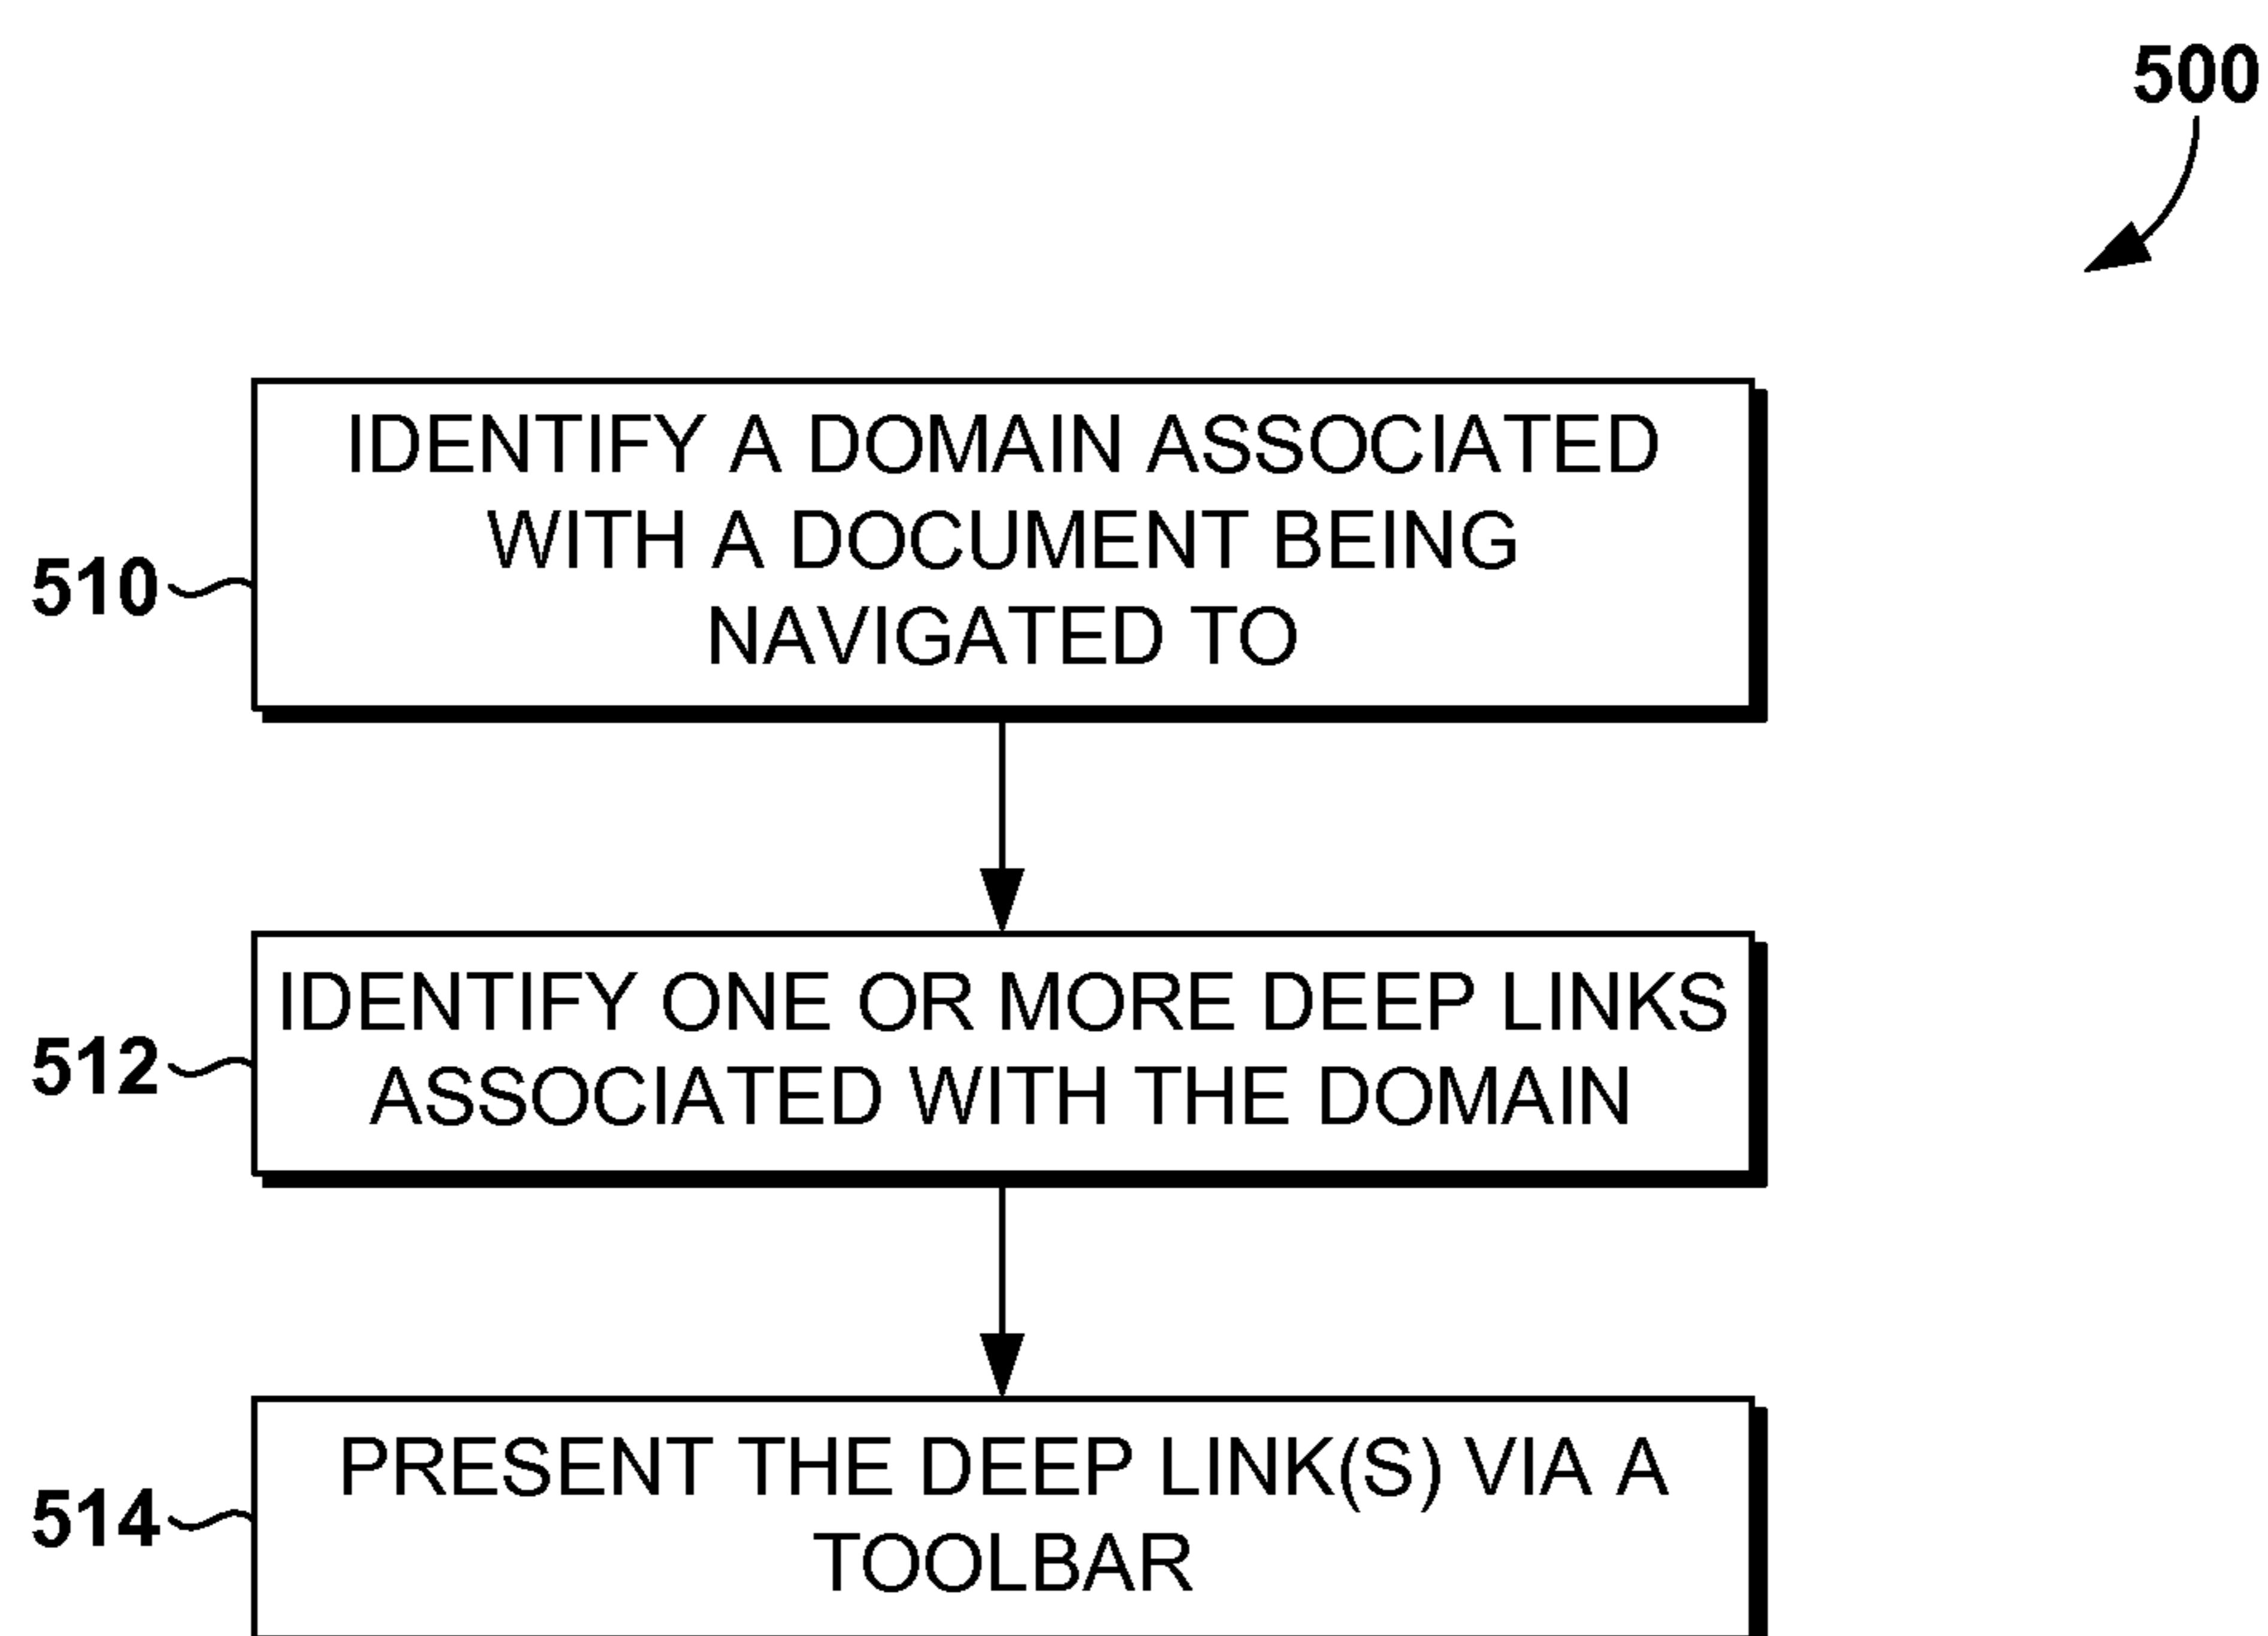 500
IDENTIFY A DOMAIN ASSOCIATED
WITH A DOCUMENT BEING
NAVIGATED TO
510
IDENTIFY ONE OR MORE DEEP LINKS
ASSOCIATED WITH THE DOMAIN
512
PRESENT THE DEEP LINK(S) VIA A
TOOLBAR
514